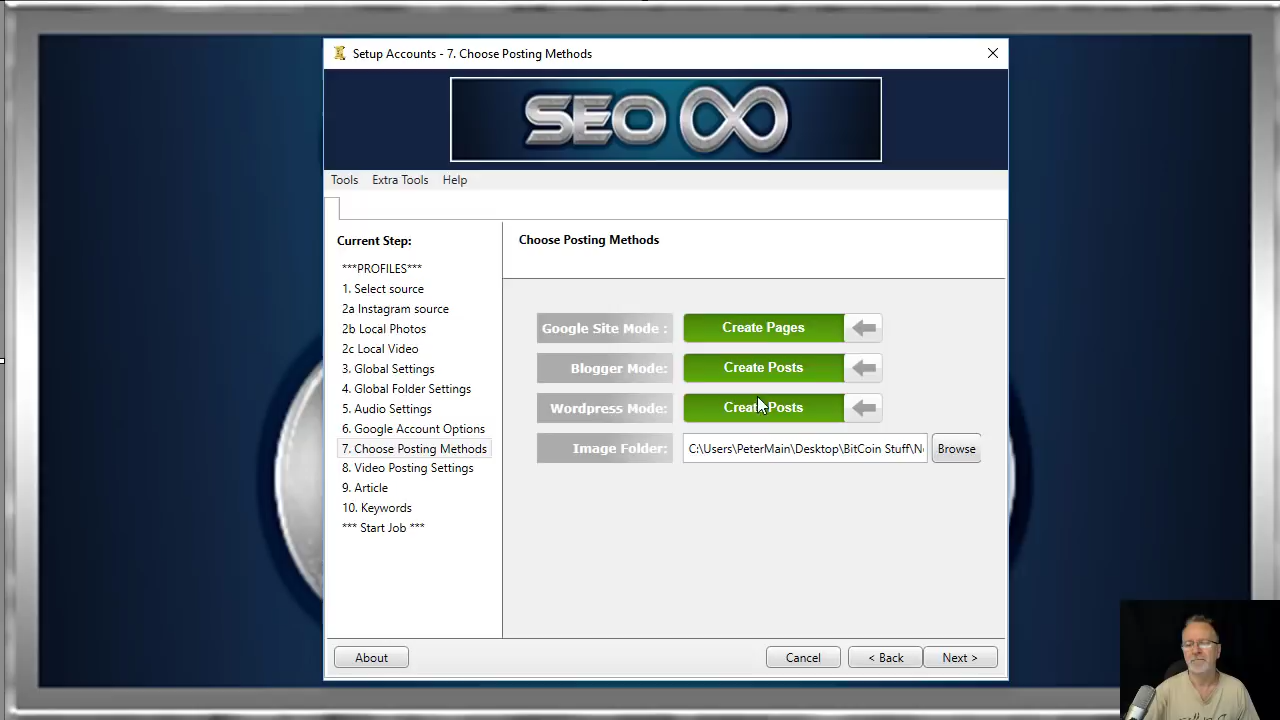 Setup Accounts - 7. Choose Posting Methods
SEO
Tools Extra Tools Help
Current Step:
***PROFILES***
1. Select source
2a Instagram source
2b Local Photos
2c Local Video
3. Global Settings
4. Global Folder Settings
5. Audio Settings
6. Google Account Options
7. Choose Posting Methods
8. Video Posting Settings
9. Article
10. Keywords
*** Start Job ***
Choose Posting Methods
Google Site Mode : Create Pages
Blogger Mode: Create Posts
Wordpress Mode: Create Posts
Image Folder: C:\Users\PeterMain\Desktop\BitCoin Stuff\N Browse
About Cancel < Back Next >